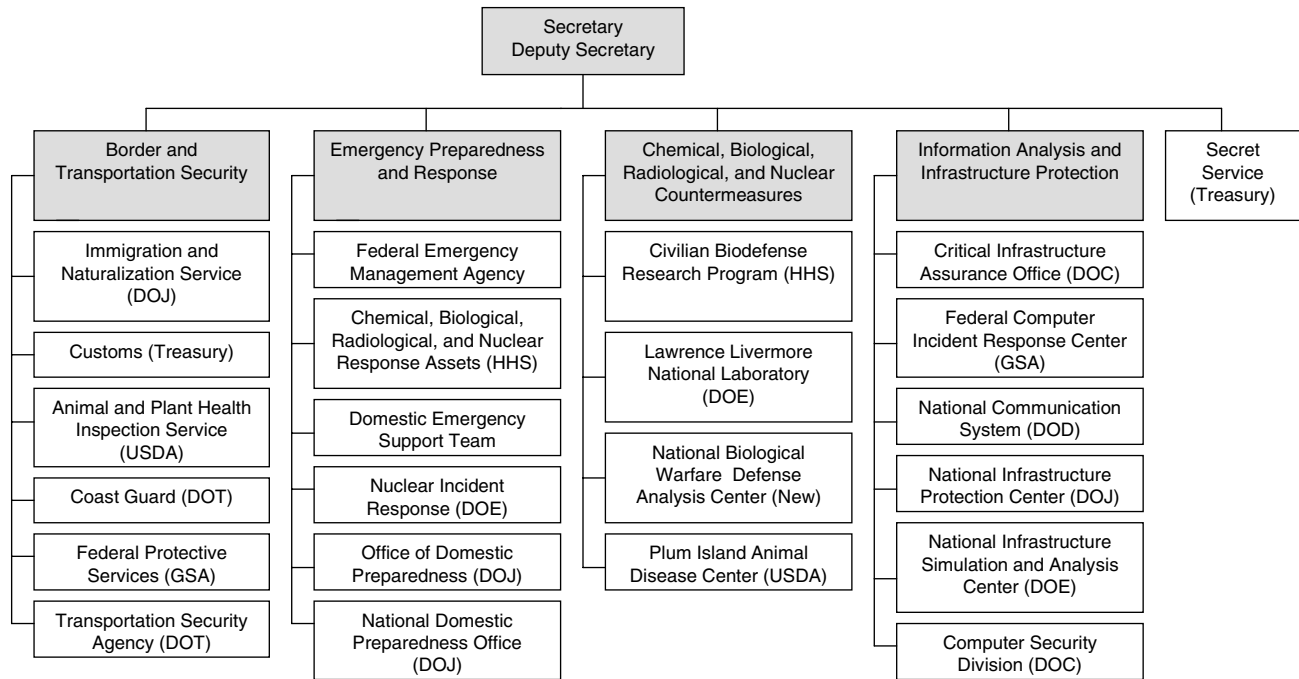 Secretary
Deputy Secretary
Border and
Transportation Security
Immigration and
Naturalization Service
(DOJ)
Customs (Treasury)
Animal and Plant Health
Inspection Service
(USDA)
Coast Guard (DOT)
Federal Protective
Services (GSA)
Transportation Security
Agency (DOT)
Emergency Preparedness
and Response
Federal Emergency
Management Agency
Chemical, Biological,
Radiological, and Nuclear
Response Assets (HHS)
Domestic Emergency
Support Team
Nuclear Incident
Response (DOE)
Office of Domestic
Preparedness (DOJ)
National Domestic
Preparedness Office
(DOJ)
Chemical, Biological,
Radiological, and Nuclear
Countermeasures
Civilian Biodefense
Research Program (HHS)
Lawrence Livermore
National Laboratory
(DOE)
National Biological
Warfare Defense
Analysis Center (New)
Plum Island Animal
Disease Center (USDA)
Information Analysis and
Infrastructure Protection
Critical Infrastructure
Assurance Office (DOC)
Federal Computer
Incident Response Center
(GSA)
National Communication
System (DOD)
National Infrastructure
Protection Center (DOJ)
National Infrastructure
Simulation and Analysis
Center (DOE)
Computer Security
Division (DOC)
Secret
Service
(Treasury)